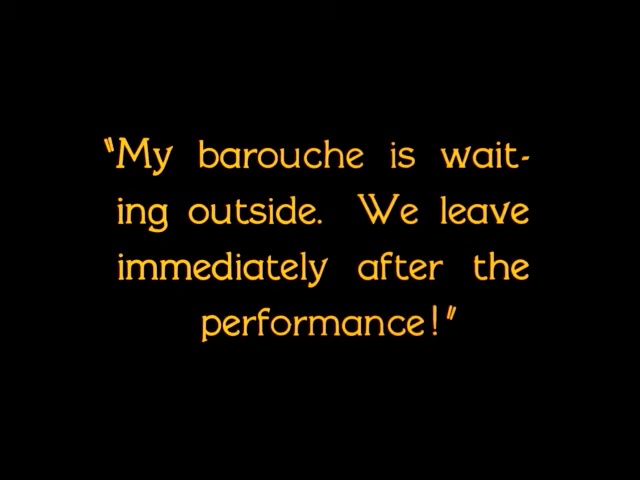 "My barouche is wait-
ing outside. We leave
immediately after the
performance!"